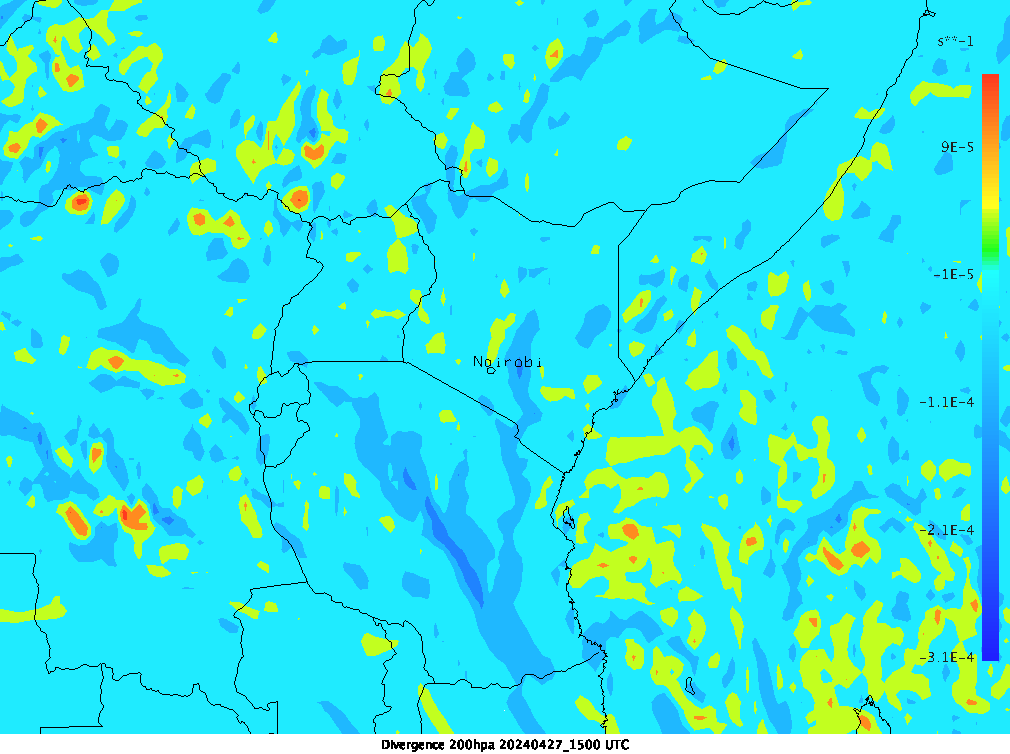 s**-1
9E-5
-1E-5
Nairobi
-1.1E-4
-2.1E-4
-3.1E-4
Divergence 200hpa 20240427_1500 UTC